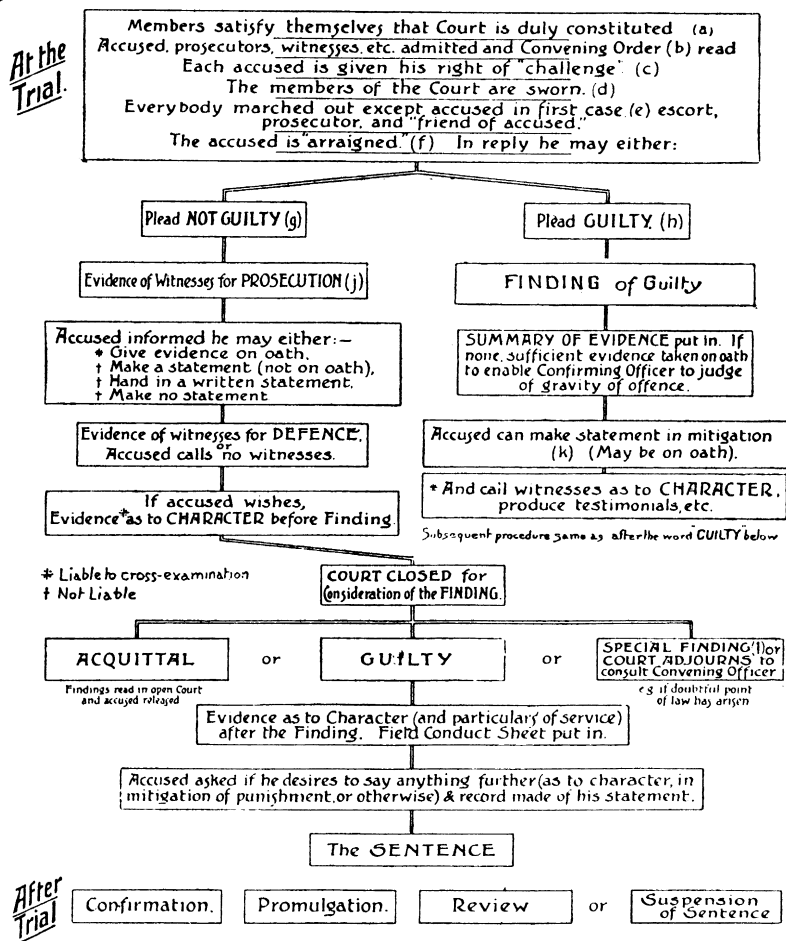 At the
Trial.
Members satisfy themselves that Court is duly constituted (a)
Accused, prosecutors, witnesses, etc. admitted and Convening Order (b) read
Each accused is given his right of "challenge" (c)
The members of the Court are sworn. (d)
Everybody marched out except accused in first case (e) escort,
prosecutor, and "friend of accused."
The accused is "arraigned." (f) In reply he may either:
Plead NOT GUILTY (g)
Plead GUILTY. (h)
Evidence of Witnesses for PROSECUTION (j)
FINDING of Guilty
Accused informed he may either:—
* Give evidence on oath,
† Make a statement (not on oath),
† Hand in a written statement,
† Make no statement
SUMMARY OF EVIDENCE put in. If
none, sufficient evidence taken on oath
to enable Confirming Officer to judge
of gravity of offence.
Evidence of witnesses for DEFENCE,
or
Accused calls no witnesses.
Accused can make statement in mitigation
(k) (May be on oath).
If accused wishes,
Evidence* as to CHARACTER before Finding.
* And call witnesses as to CHARACTER,
produce testimonials, etc.
Subsequent procedure same as after the word "GUILTY" below
* Liable to cross-examination
† Not Liable
COURT CLOSED for
Consideration of the FINDING.
ACQUITTAL or GUILTY or
SPECIAL FINDING (l) or
COURT ADJOURNS to
consult Convening Officer
Findings read in open Court
and accused released
e.g. if doubtful point
of law has arisen
Evidence as to Character (and particulars of service)
after the Finding. Field Conduct Sheet put in.
Accused asked if he desires to say anything further (as to character, in
mitigation of punishment, or otherwise) & record made of his statement.
The SENTENCE
After
Trial
Confirmation. Promulgation. Review or
Suspension
of Sentence